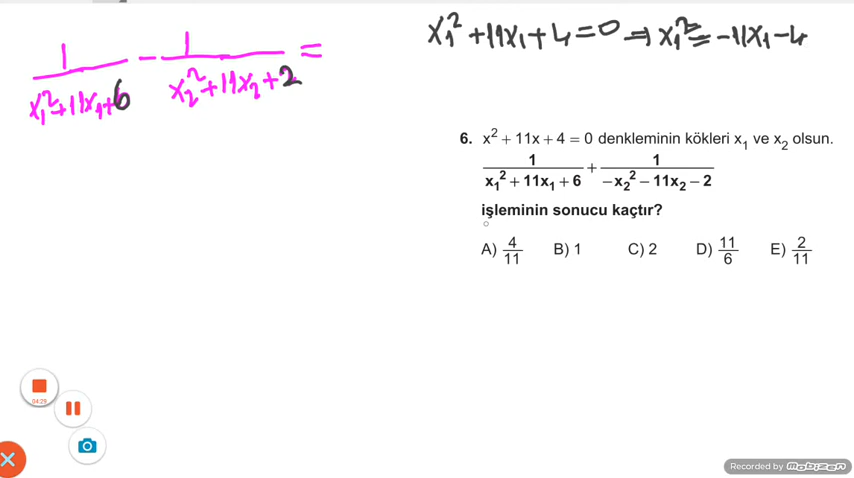 x₁² + 11x₁ + 4 = 0 ⇒ x₁² = -11x₁ - 4
1/(x₁² + 11x₁ + 6) - 1/(x₂² + 11x₂ + 2) =
6. x² + 11x + 4 = 0 denkleminin kökleri x₁ ve x₂ olsun.
1/(x₁² + 11x₁ + 6) + 1/(-x₂² - 11x₂ - 2)
işleminin sonucu kaçtır?
A) 4/11 B) 1 C) 2 D) 11/6 E) 2/11
04:29
Recorded by mobizen